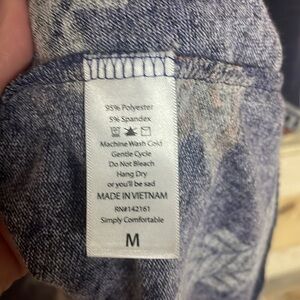 95% Polyester
5% Spandex
Machine Wash Cold
Gentle Cycle
Do Not Bleach
Hang Dry
or you'll be sad
MADE IN VIETNAM
RN#142161
Simply Comfortable
M